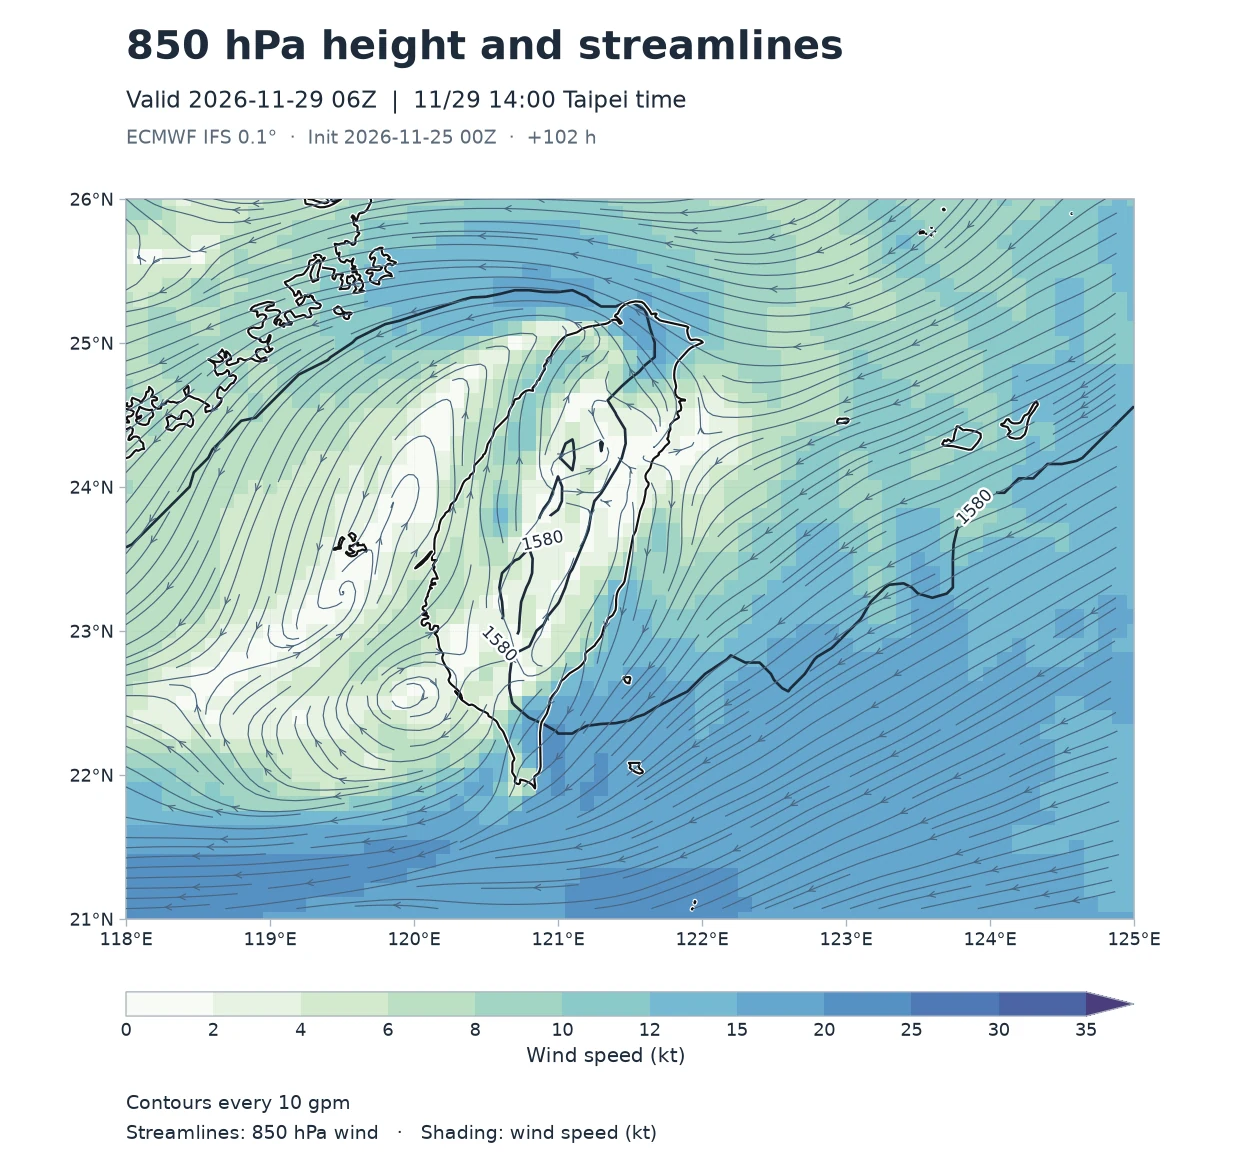 850 hPa height and streamlines
Valid 2026-11-29 06Z | 11/29 14:00 Taipei time
ECMWF IFS 0.1° · Init 2026-11-25 00Z · +102 h
26°N
25°N
24°N
23°N
22°N
21°N
1580
1580
1580
118°E 119°E 120°E 121°E 122°E 123°E 124°E 125°E
0 2 4 6 8 10 12 15 20 25 30 35
Wind speed (kt)
Contours every 10 gpm
Streamlines: 850 hPa wind · Shading: wind speed (kt)